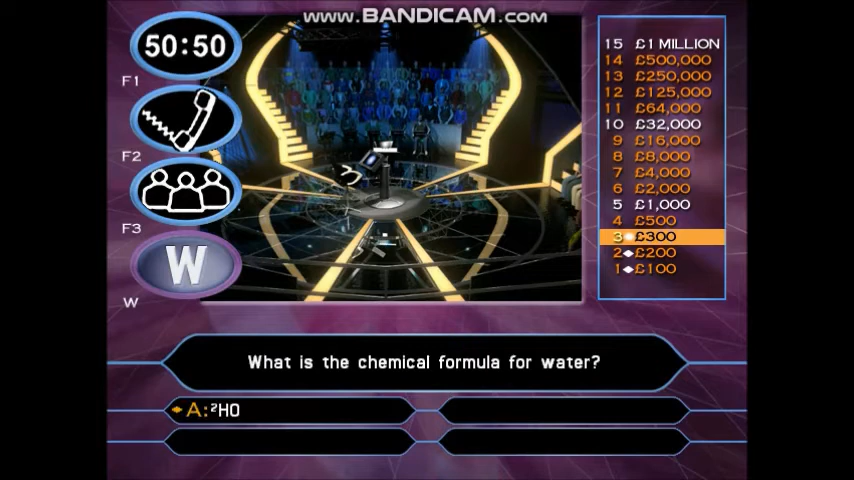 www.BANDICAM.com
50:50
F1
F2
F3
W
W
15 £1 MILLION
14 £500,000
13 £250,000
12 £125,000
11 £64,000
10 £32,000
9 £16,000
8 £8,000
7 £4,000
6 £2,000
5 £1,000
4 £500
3 £300
2 £200
1 £100
What is the chemical formula for water?
A: ²HO